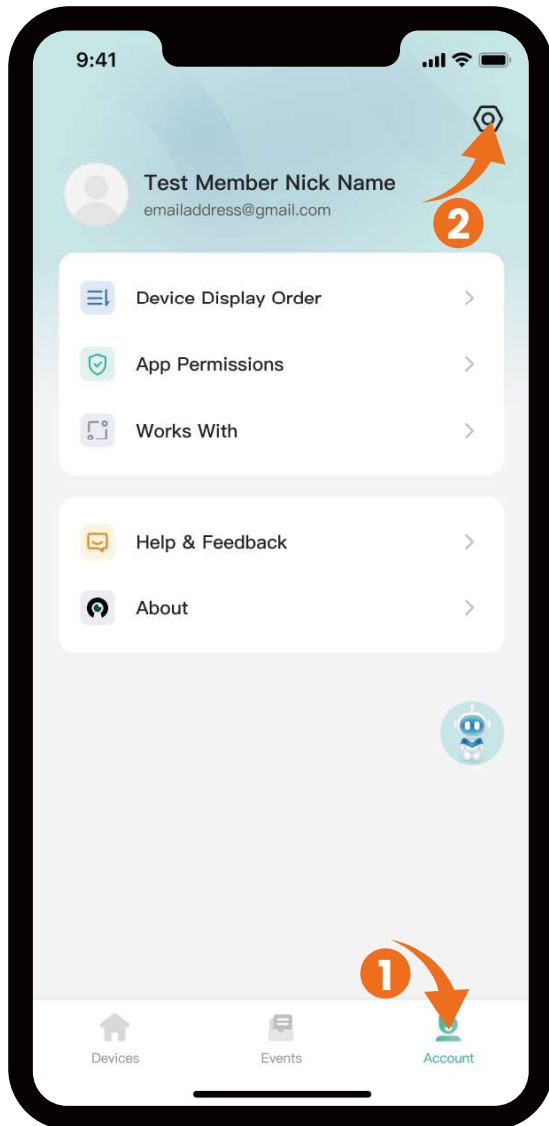 9:41
Test Member Nick Name
emailaddress@gmail.com
2
Device Display Order
App Permissions
Works With
Help & Feedback
About
1
Devices
Events
Account